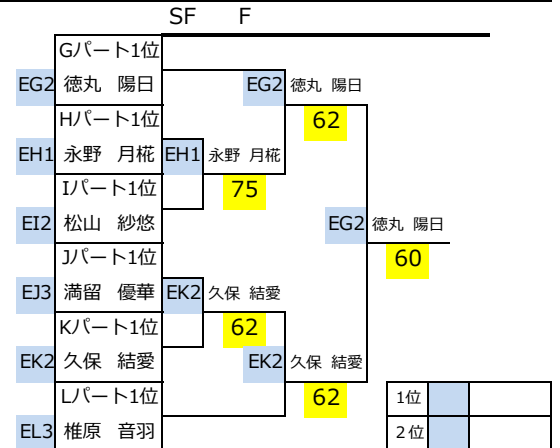 SF F
Gパート1位
EG2 徳丸 陽日 EG2 徳丸 陽日
Hパート1位 62
EH1 永野 月椛 EH1 永野 月椛
Iパート1位 75
EI2 松山 紗悠 EG2 徳丸 陽日
Jパート1位 60
EJ3 満留 優華 EK2 久保 結愛
Kパート1位 62
EK2 久保 結愛 EK2 久保 結愛
Lパート1位 62 1位
EL3 椎原 音羽 2位